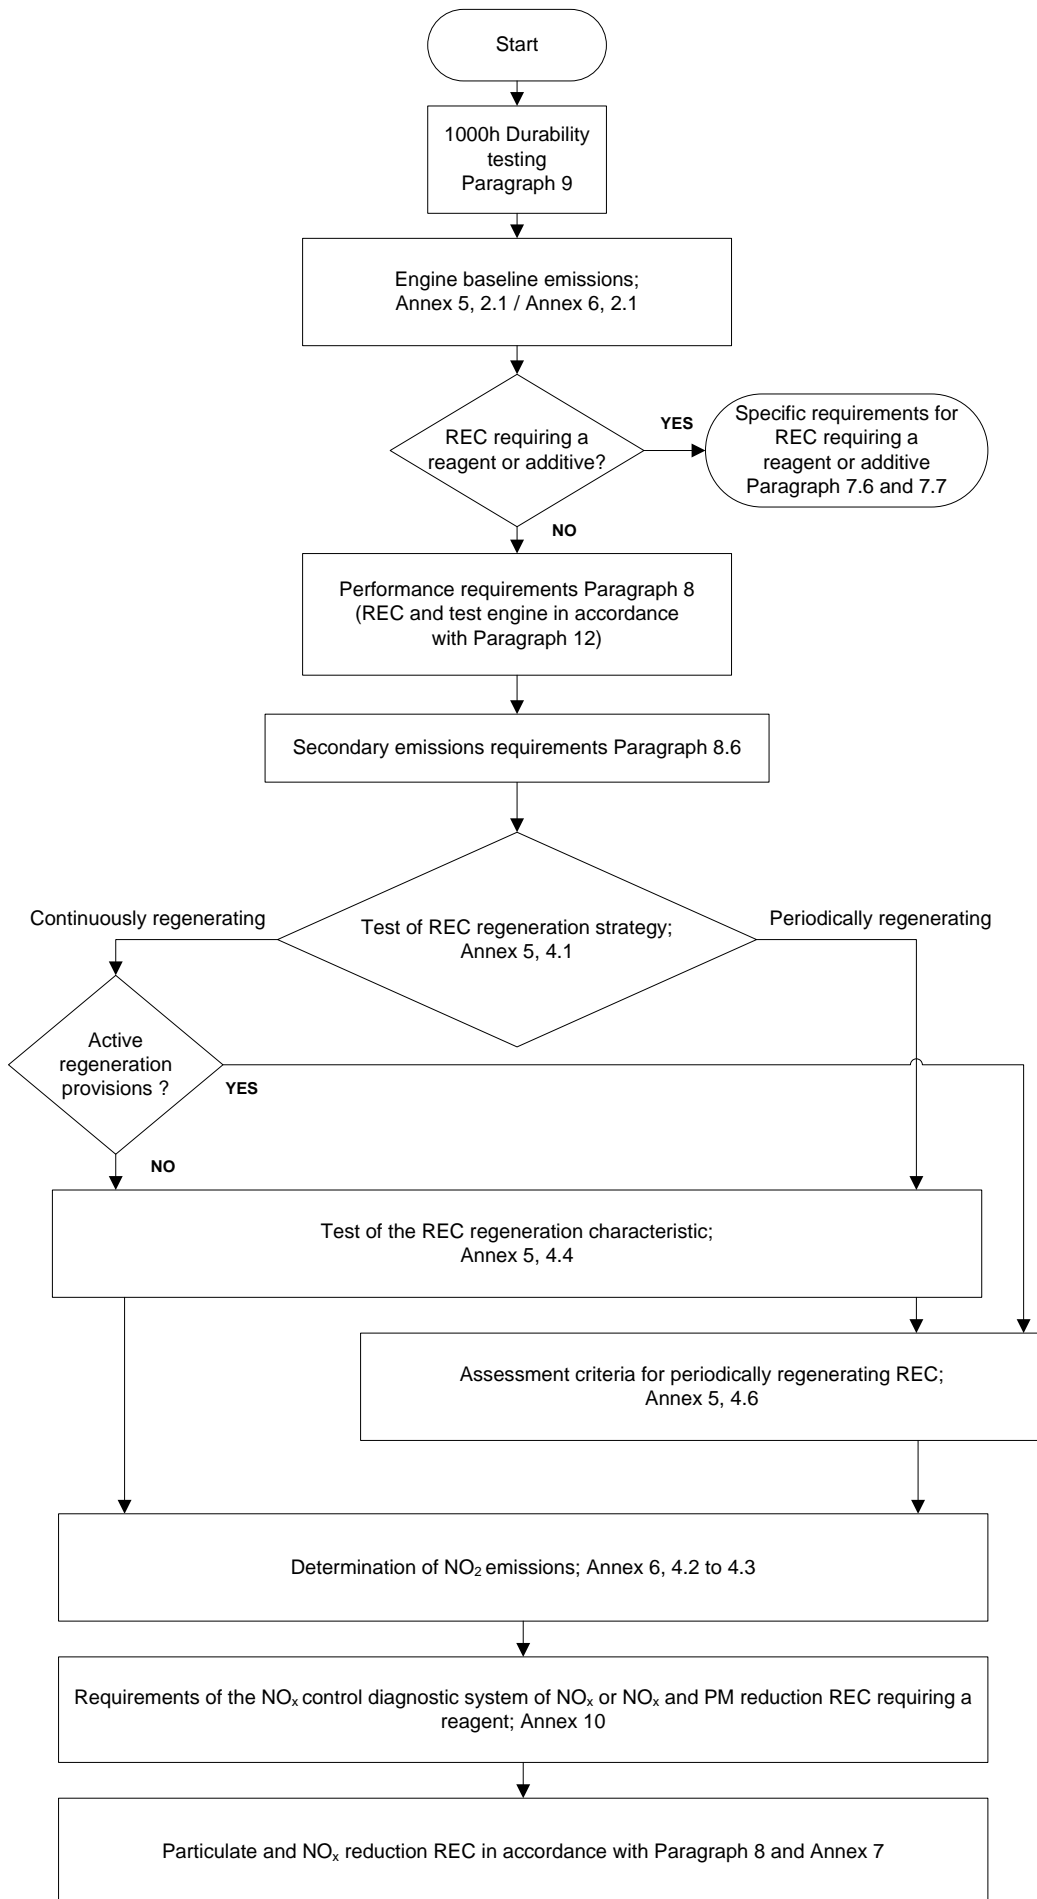 Start
1000h Durability
testing
Paragraph 9
Engine baseline emissions;
Annex 5, 2.1 / Annex 6, 2.1
REC requiring a
reagent or additive?
YES
Specific requirements for
REC requiring a
reagent or additive
Paragraph 7.6 and 7.7
NO
Performance requirements Paragraph 8
(REC and test engine in accordance
with Paragraph 12)
Secondary emissions requirements Paragraph 8.6
Continuously regenerating
Test of REC regeneration strategy;
Annex 5, 4.1
Periodically regenerating
Active
regeneration
provisions ?
YES
NO
Test of the REC regeneration characteristic;
Annex 5, 4.4
Assessment criteria for periodically regenerating REC;
Annex 5, 4.6
Determination of NO₂ emissions; Annex 6, 4.2 to 4.3
Requirements of the NOₓ control diagnostic system of NOₓ or NOₓ and PM reduction REC requiring a
reagent; Annex 10
Particulate and NOₓ reduction REC in accordance with Paragraph 8 and Annex 7